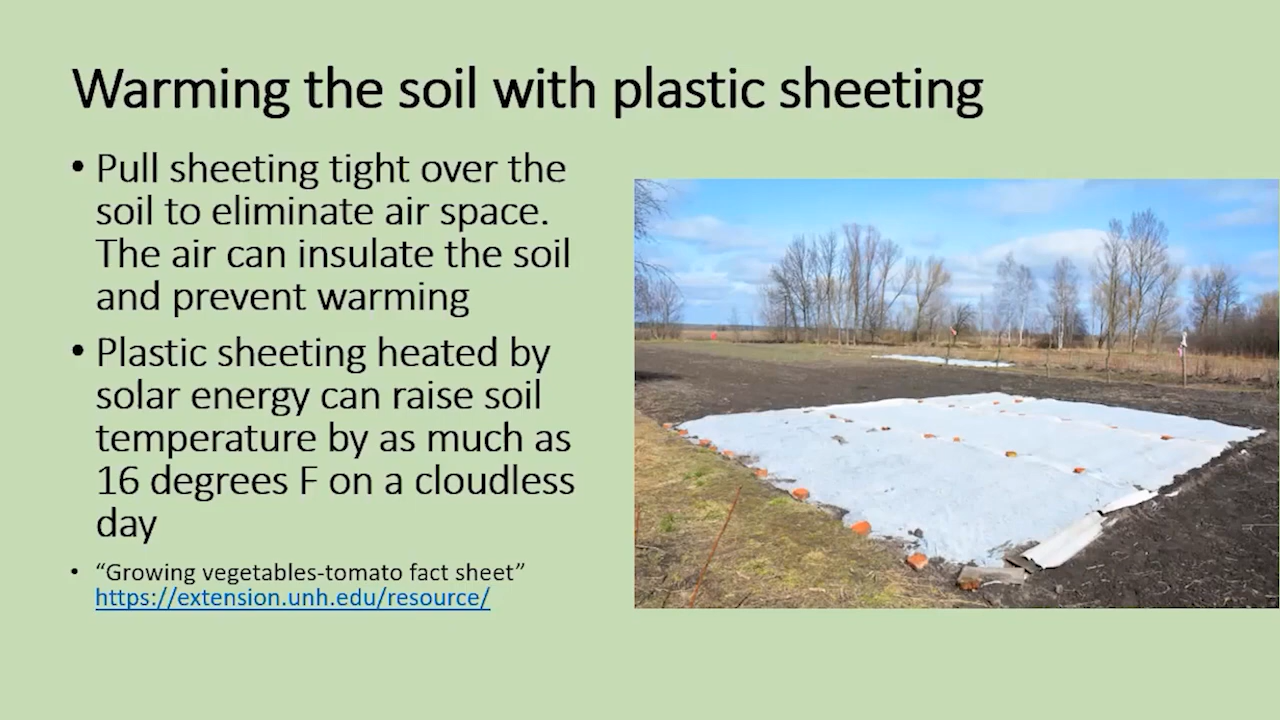 Warming the soil with plastic sheeting
• Pull sheeting tight over the
soil to eliminate air space.
The air can insulate the soil
and prevent warming
• Plastic sheeting heated by
solar energy can raise soil
temperature by as much as
16 degrees F on a cloudless
day
• “Growing vegetables-tomato fact sheet”
https://extension.unh.edu/resource/